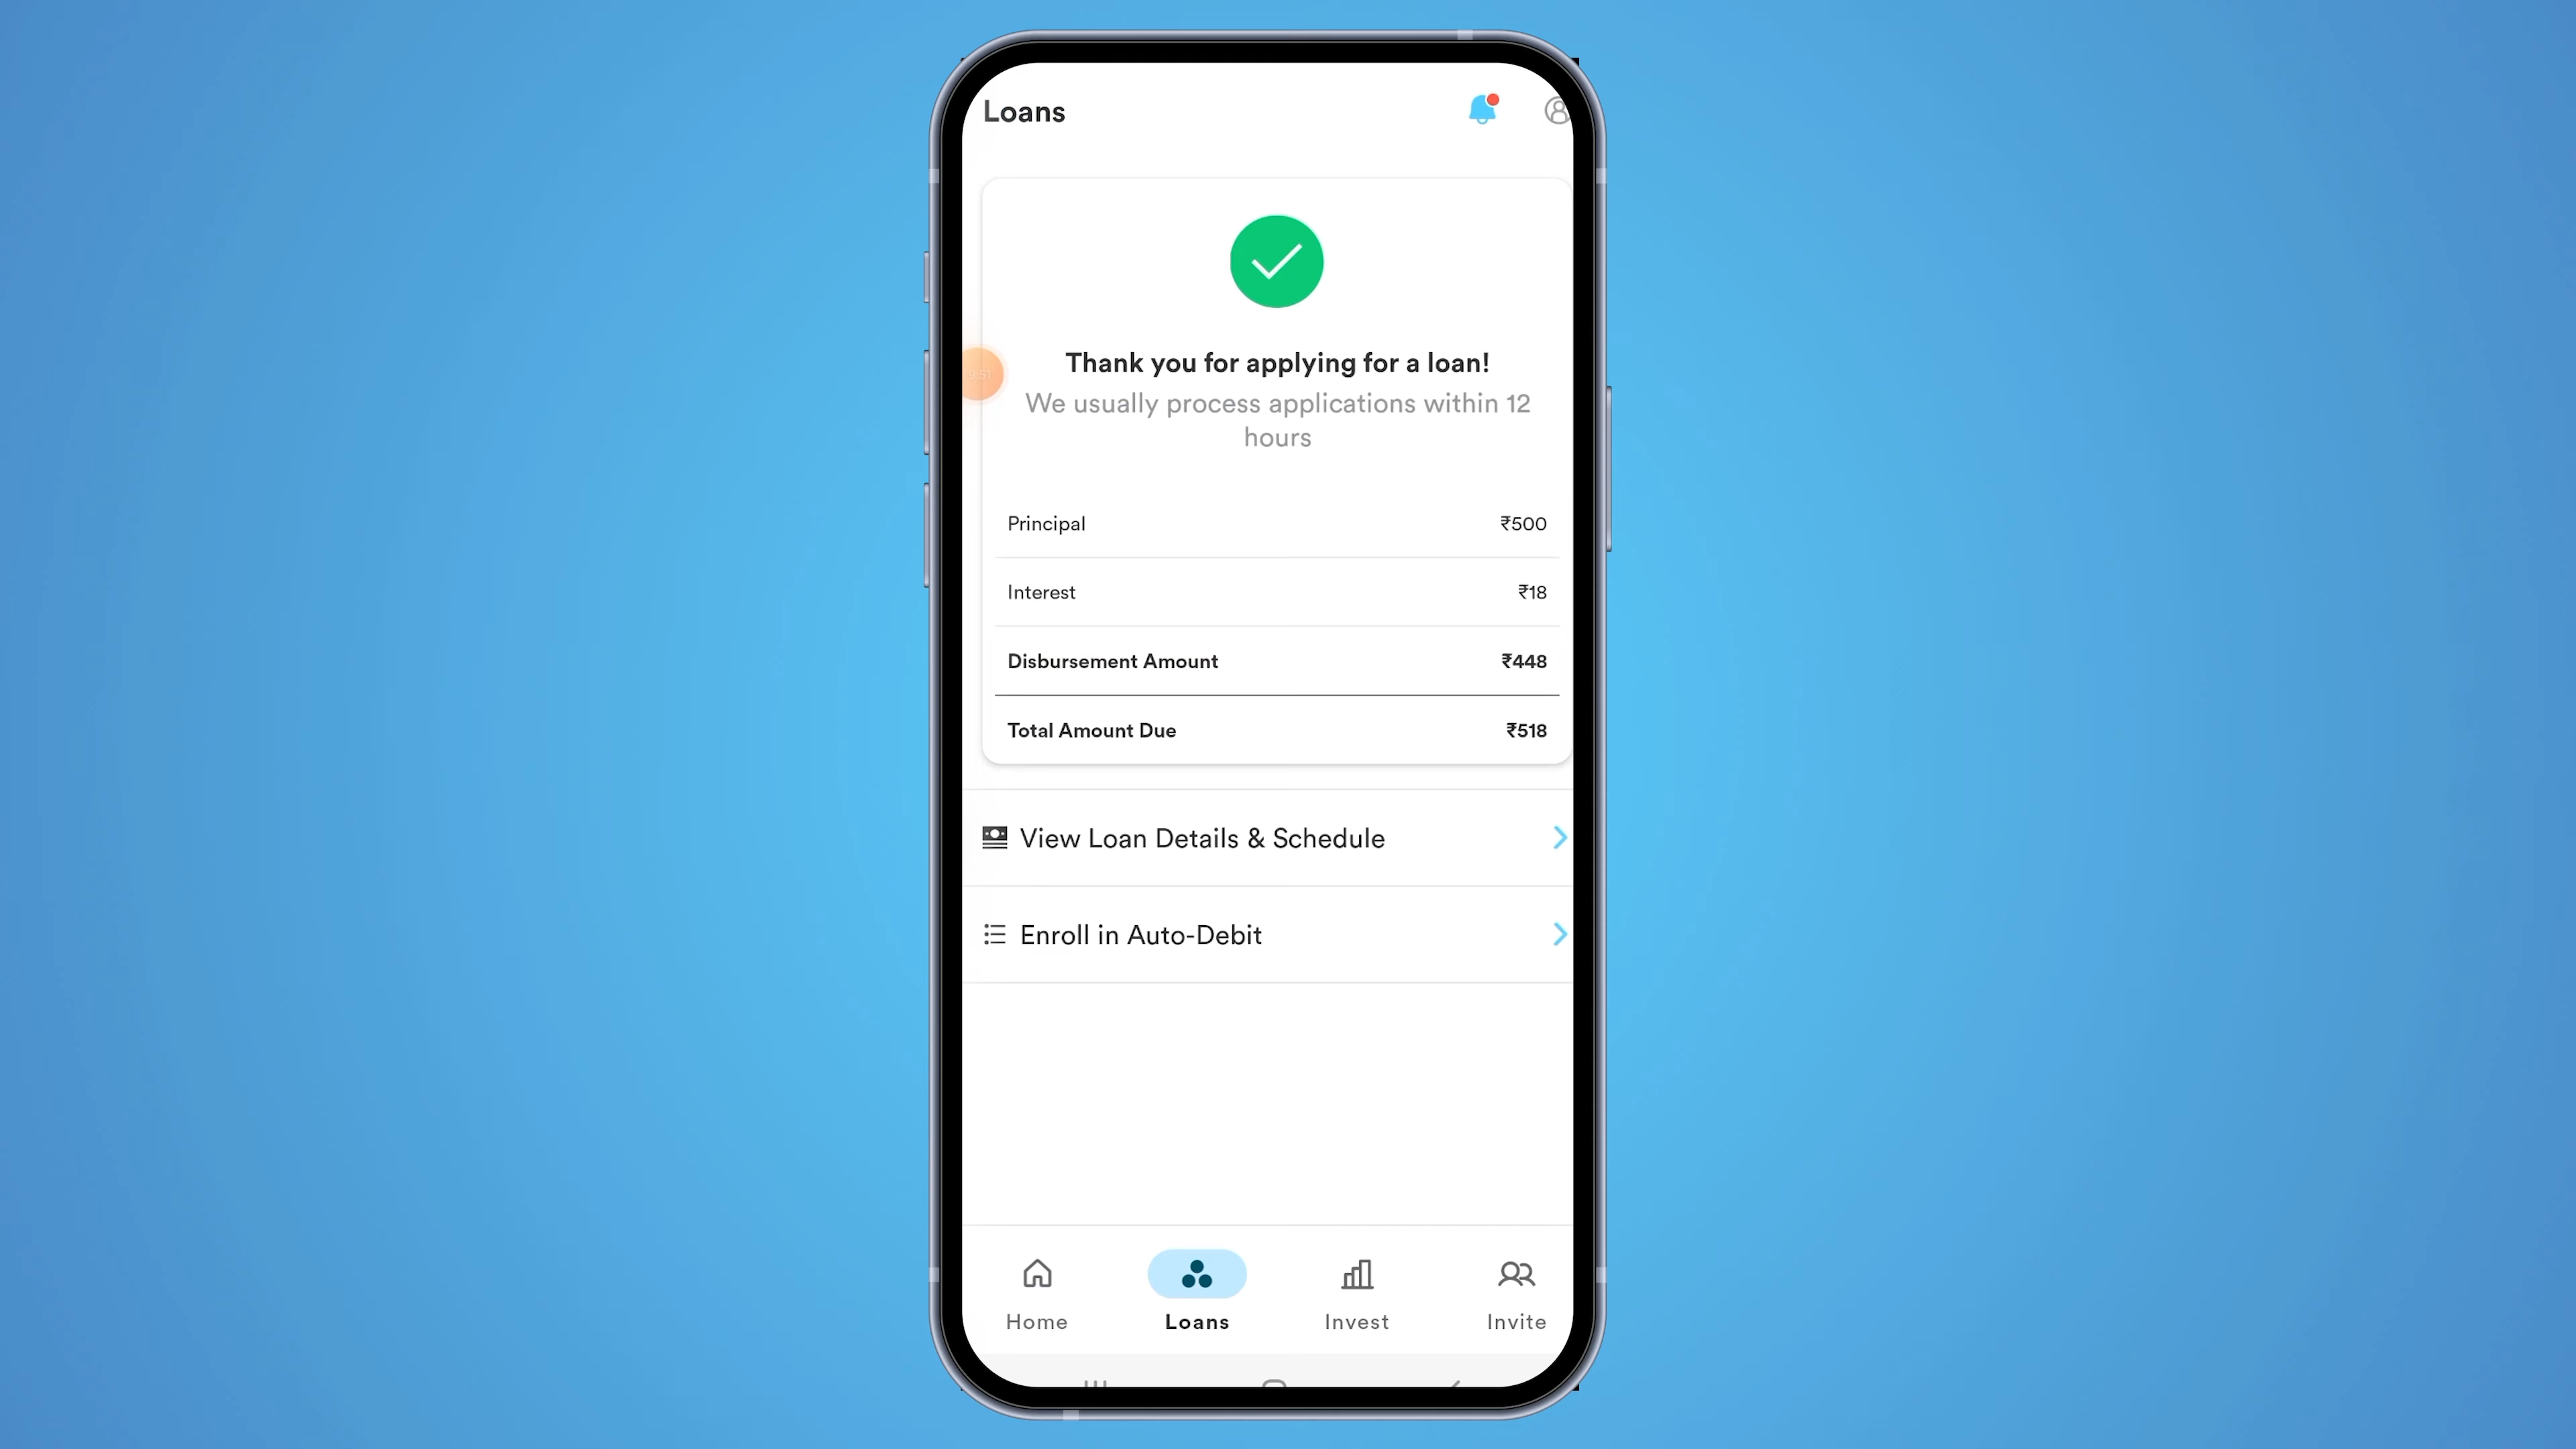 Loans
Thank you for applying for a loan!
We usually process applications within 12
hours
Principal ₹500
Interest ₹18
Disbursement Amount ₹448
Total Amount Due ₹518
View Loan Details & Schedule
Enroll in Auto-Debit
Home Loans Invest Invite